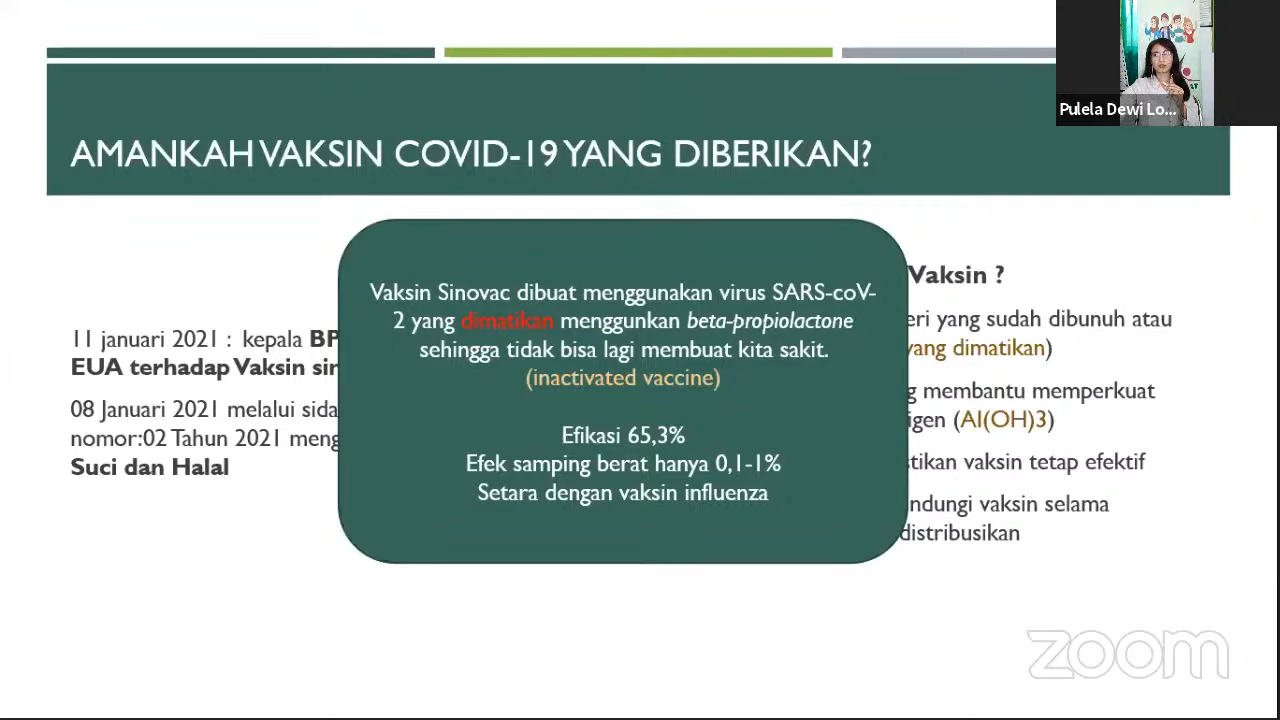 Pulela Dewi Lo...
AMANKAH VAKSIN COVID-19 YANG DIBERIKAN?
11 januari 2021 : kepala BP
EUA terhadap Vaksin sin
08 Januari 2021 melalui sida
nomor:02 Tahun 2021 meng
Suci dan Halal
Vaksin Sinovac dibuat menggunakan virus SARS-coV-
2 yang dimatikan menggunkan beta-propiolactone
sehingga tidak bisa lagi membuat kita sakit.
(inactivated vaccine)
Efikasi 65,3%
Efek samping berat hanya 0,1-1%
Setara dengan vaksin influenza
Vaksin ?
eri yang sudah dibunuh atau
yang dimatikan)
g membantu memperkuat
igen (Al(OH)3)
stikan vaksin tetap efektif
ndungi vaksin selama
distribusikan
zoom